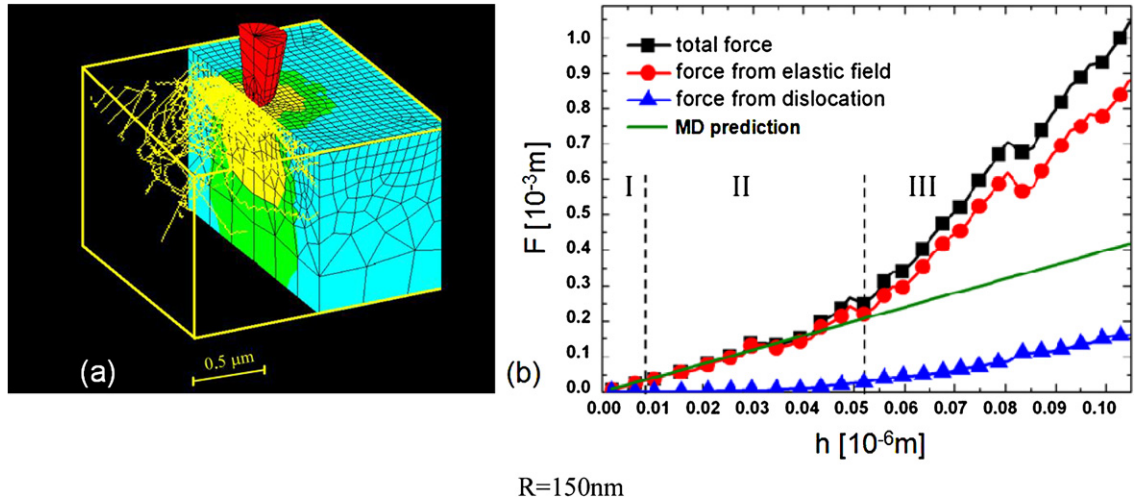 (a)
0.5 μm
(b)
F [10⁻³m]
1.0
0.9
0.8
0.7
0.6
0.5
0.4
0.3
0.2
0.1
0.0
total force
force from elastic field
force from dislocation
MD prediction
I
II
III
0.00 0.01 0.02 0.03 0.04 0.05 0.06 0.07 0.08 0.09 0.10
h [10⁻⁶m]
R=150nm